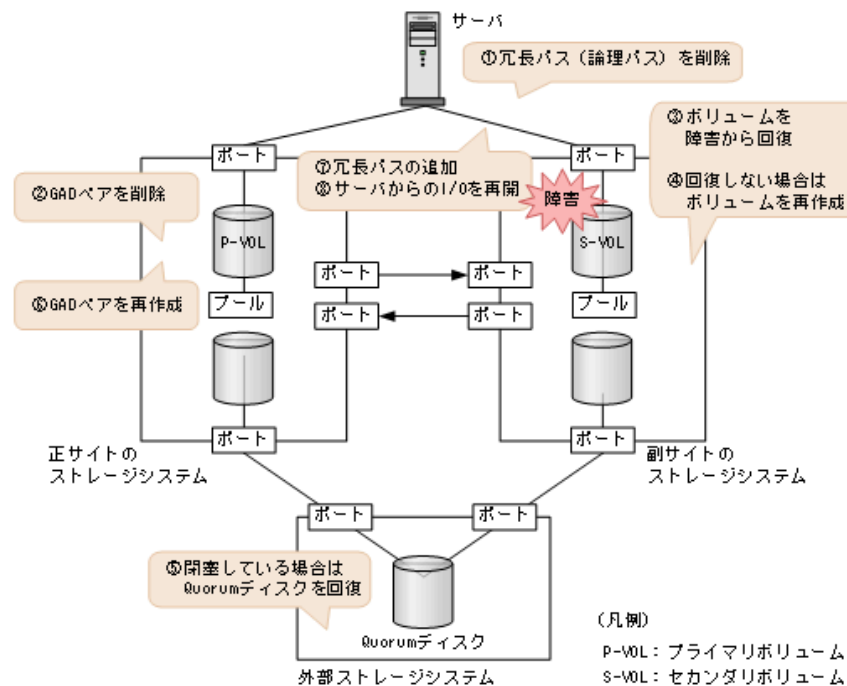 サーバ
①冗長パス(論理パス)を削除
③ボリュームを
障害から回復
④回復しない場合は
ボリュームを再作成
ポート
ポート
⑦冗長パスの追加
⑧サーバからのI/Oを再開
障害
②GADペアを削除
P-VOL
S-VOL
ポート
ポート
⑥GADペアを再作成
プール
プール
ポート
ポート
ポート
ポート
正サイトの
ストレージシステム
副サイトの
ストレージシステム
ポート
ポート
⑤閉塞している場合は
Quorumディスクを回復
Quorumディスク
外部ストレージシステム
(凡例)
P-VOL:プライマリボリューム
S-VOL:セカンダリボリューム